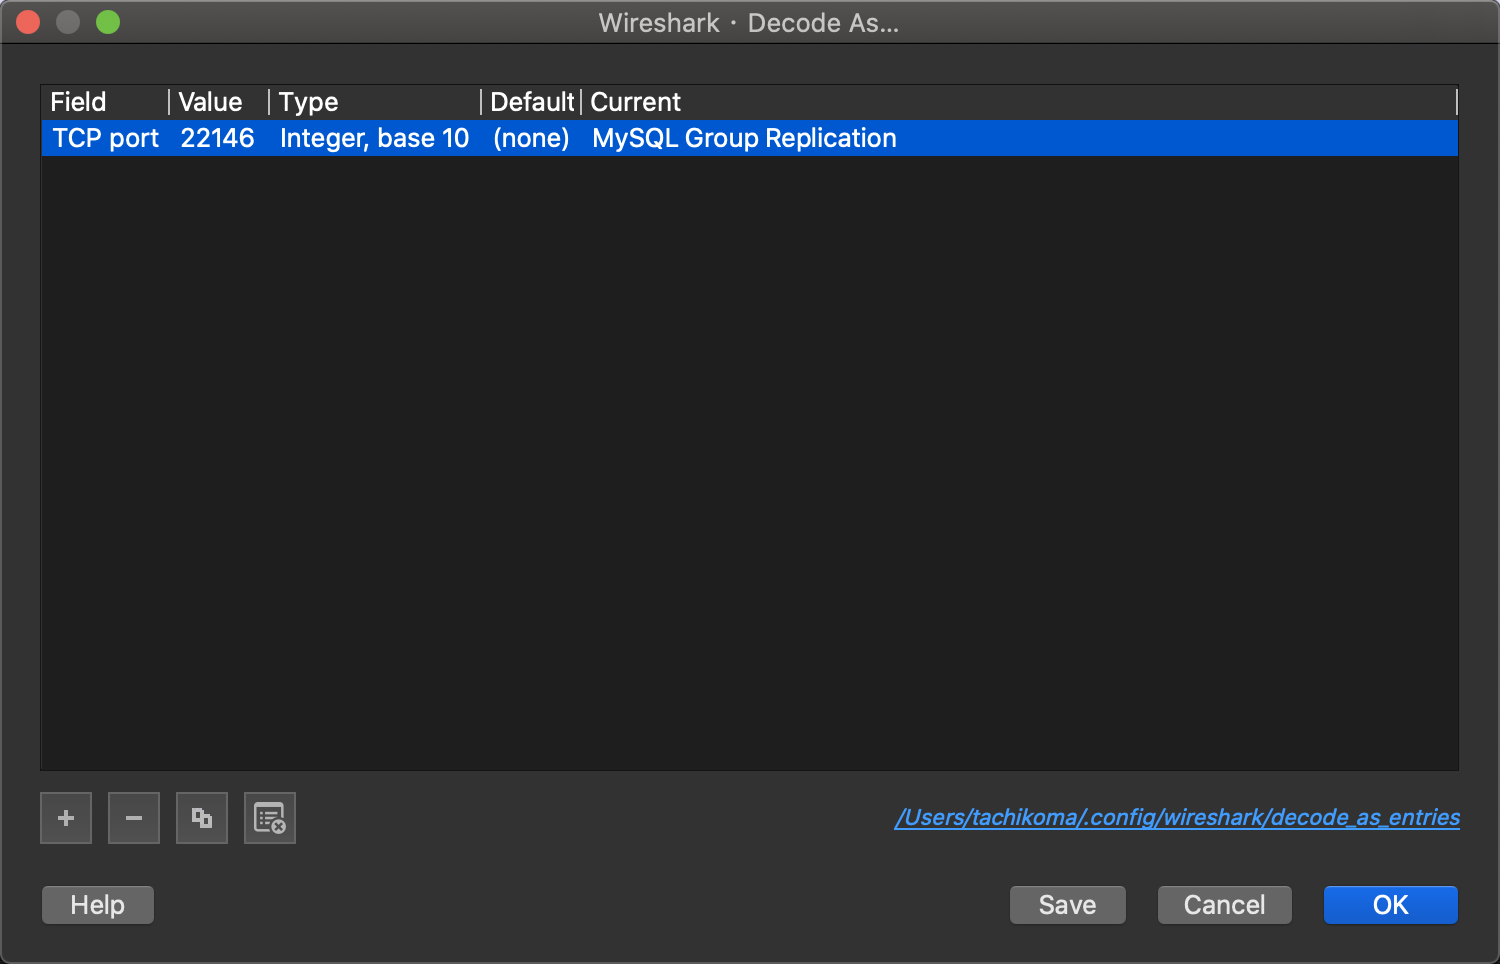 Wireshark · Decode As...
Field Value Type Default Current
TCP port 22146 Integer, base 10 (none) MySQL Group Replication
/Users/tachikoma/.config/wireshark/decode_as_entries
Help Save Cancel OK